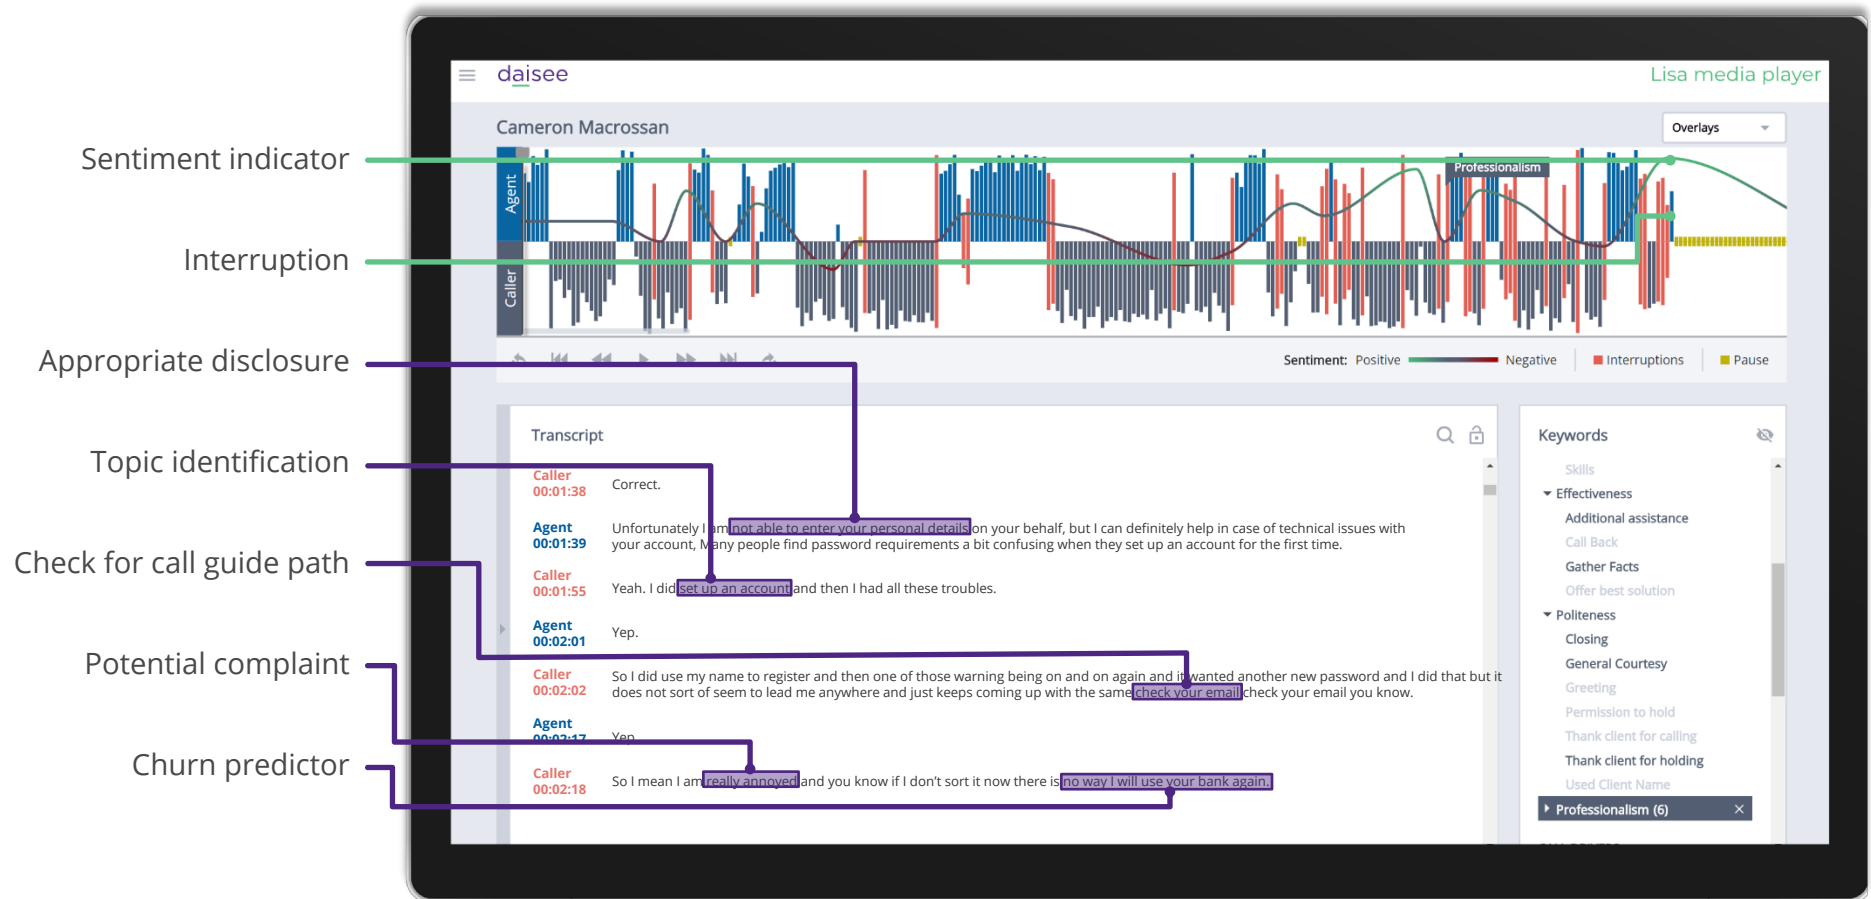 daisee
Lisa media player
Cameron Macrossan
Overlays
Sentiment indicator
Agent
Professionalism
Interruption
Caller
Appropriate disclosure
Sentiment: Positive Negative Interruptions Pause
Topic identification
Check for call guide path
Potential complaint
Churn predictor
Transcript
Caller
00:01:38
Correct.
Agent
00:01:39
Unfortunately I am not able to enter your personal details on your behalf, but I can definitely help in case of technical issues with
your account, Many people find password requirements a bit confusing when they set up an account for the first time.
Caller
00:01:55
Yeah. I did set up an account and then I had all these troubles.
Agent
00:02:01
Yep.
Caller
00:02:02
So I did use my name to register and then one of those warning being on and on again and it wanted another new password and I did that but it
does not sort of seem to lead me anywhere and just keeps coming up with the same check your email check your email you know.
Agent
00:02:17
Yep
Caller
00:02:18
So I mean I am really annoyed and you know if I don't sort it now there is no way I will use your bank again.
Keywords
Skills
Effectiveness
Additional assistance
Call Back
Gather Facts
Offer best solution
Politeness
Closing
General Courtesy
Greeting
Permission to hold
Thank client for calling
Thank client for holding
Used Client Name
Professionalism (6)